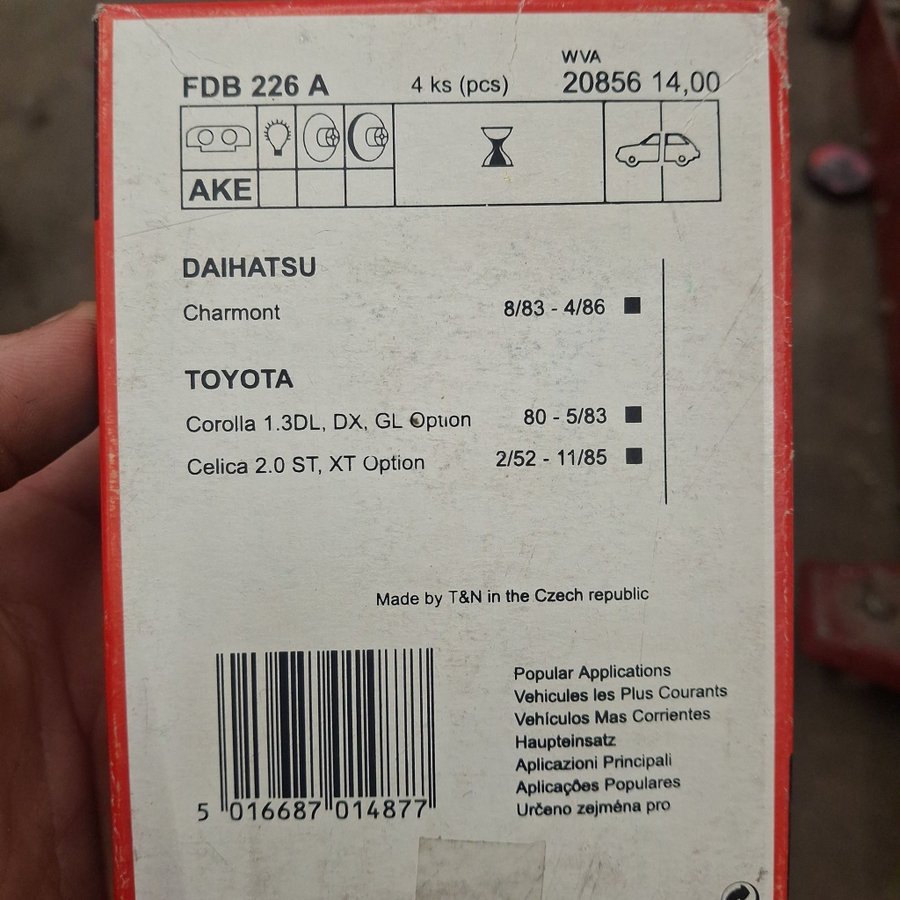 WVA
FDB 226 A 4 ks (pcs) 20856 14,00
AKE
DAIHATSU
Charmont 8/83 - 4/86
TOYOTA
Corolla 1.3DL, DX, GL Option 80 - 5/83
Celica 2.0 ST, XT Option 2/52 - 11/85
Made by T&N in the Czech republic
Popular Applications
Vehicules les Plus Courants
Vehículos Mas Corrientes
Haupteinsatz
Aplicazioni Principali
Aplicações Populares
Určeno zejména pro
5 016687 014877